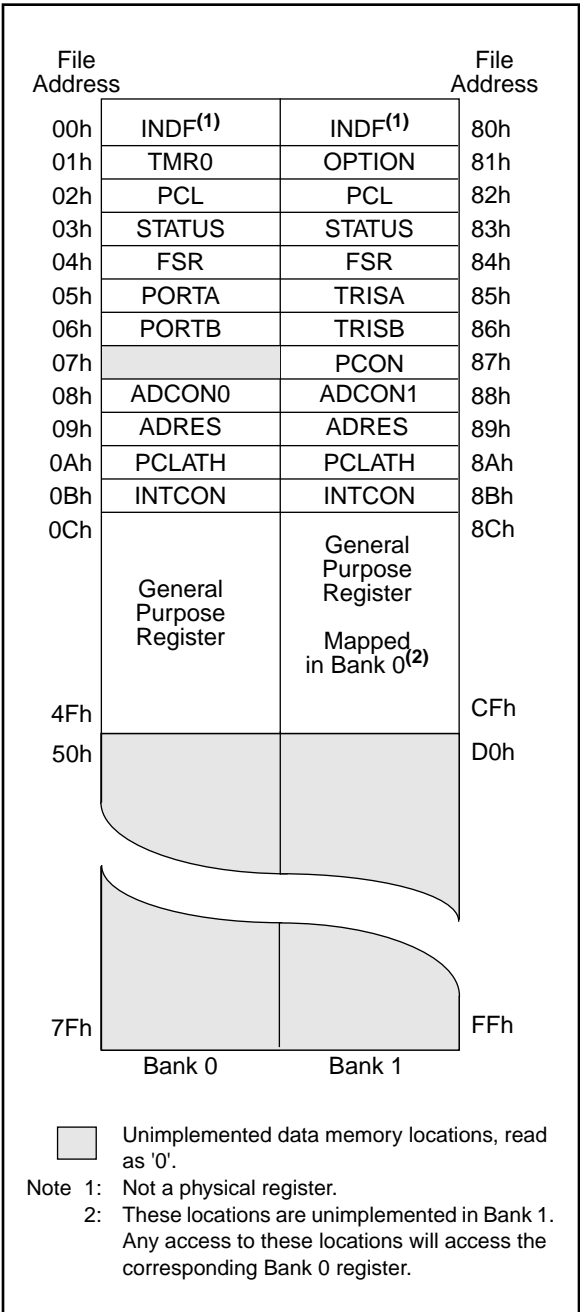 File Address File Address
00h INDF(1) INDF(1) 80h
01h TMR0 OPTION 81h
02h PCL PCL 82h
03h STATUS STATUS 83h
04h FSR FSR 84h
05h PORTA TRISA 85h
06h PORTB TRISB 86h
07h PCON 87h
08h ADCON0 ADCON1 88h
09h ADRES ADRES 89h
0Ah PCLATH PCLATH 8Ah
0Bh INTCON INTCON 8Bh
0Ch 8Ch
General
Purpose
Register
General
Purpose
Register
Mapped
in Bank 0(2)
4Fh CFh
50h D0h
7Fh FFh
Bank 0 Bank 1
Unimplemented data memory locations, read
as '0'.
Note 1: Not a physical register.
2: These locations are unimplemented in Bank 1.
Any access to these locations will access the
corresponding Bank 0 register.